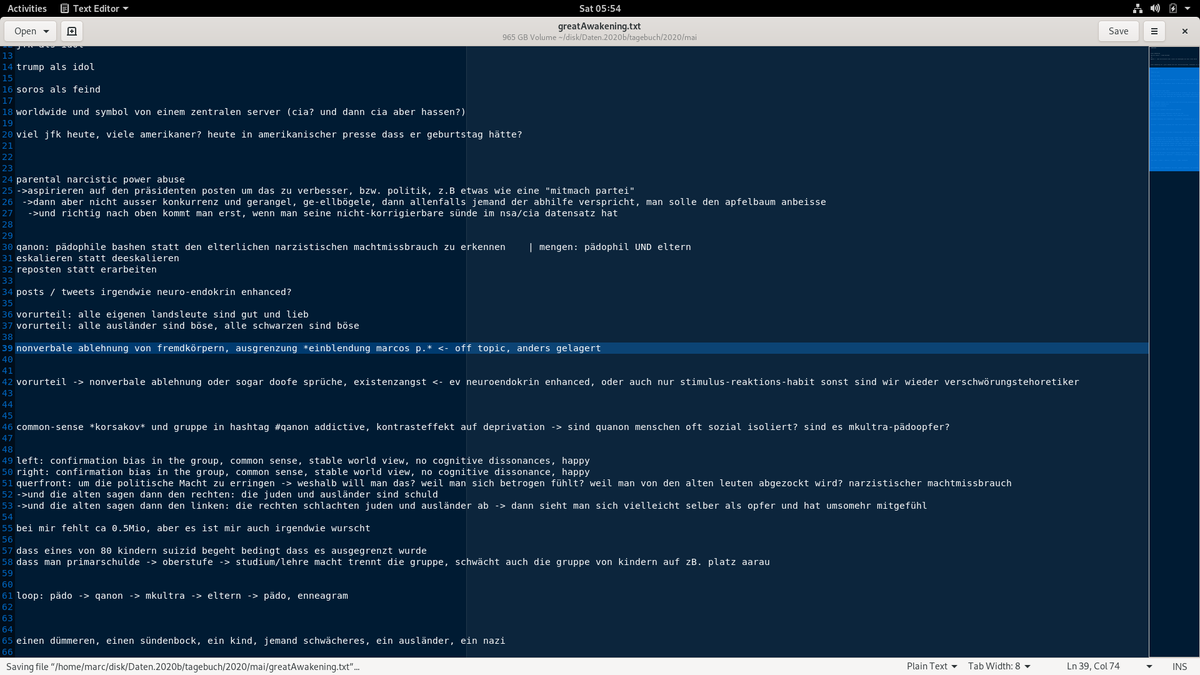 Activities Text Editor Sat 05:54
Open greatAwakening.txt Save
965 GB Volume ~/disk/Daten.2020b/tagebuch/2020/mai
13
14 trump als idol
15
16 soros als feind
17
18 worldwide und symbol von einem zentralen server (cia? und dann cia aber hassen?)
19
20 viel jfk heute, viele amerikaner? heute in amerikanischer presse dass er geburtstag hätte?
21
22
23
24 parental narcistic power abuse
25 ->aspirieren auf den präsidenten posten um das zu verbesser, bzw. politik, z.B etwas wie eine "mitmach partei"
26 ->dann aber nicht ausser konkurrenz und gerangel, ge-ellbögele, dann allenfalls jemand der abhilfe verspricht, man solle den apfelbaum anbeisse
27 ->und richtig nach oben kommt man erst, wenn man seine nicht-korrigierbare sünde im nsa/cia datensatz hat
28
29
30 qanon: pädophile bashen statt den elterlichen narzistischen machtmissbrauch zu erkennen | mengen: pädophil UND eltern
31 eskalieren statt deeskalieren
32 reposten statt erarbeiten
33
34 posts / tweets irgendwie neuro-endokrin enhanced?
35
36 vorurteil: alle eigenen landsleute sind gut und lieb
37 vorurteil: alle ausländer sind böse, alle schwarzen sind böse
38
39 nonverbale ablehnung von fremdkörpern, ausgrenzung *einblendung marcos p.* <- off topic, anders gelagert
40
41
42 vorurteil -> nonverbale ablehnung oder sogar doofe sprüche, existenzangst <- ev neuroendokrin enhanced, oder auch nur stimulus-reaktions-habit sonst sind wir wieder verschwörungstehoretiker
43
44
45
46 common-sense *korsakov* und gruppe in hashtag #qanon addictive, kontrasteffekt auf deprivation -> sind quanon menschen oft sozial isoliert? sind es mkultra-pädoopfer?
47
48
49 left: confirmation bias in the group, common sense, stable world view, no cognitive dissonances, happy
50 right: confirmation bias in the group, common sense, stable world view, no cognitive dissonance, happy
51 querfront: um die politische Macht zu erringen -> weshalb will man das? weil man sich betrogen fühlt? weil man von den alten leuten abgezockt wird? narzistischer machtmissbrauch
52 ->und die alten sagen dann den rechten: die juden und ausländer sind schuld
53 ->und die alten sagen dann den linken: die rechten schlachten juden und ausländer ab -> dann sieht man sich vielleicht selber als opfer und hat umsomehr mitgefühl
54
55 bei mir fehlt ca 0.5Mio, aber es ist mir auch irgendwie wurscht
56
57 dass eines von 80 kindern suizid begeht bedingt dass es ausgegrenzt wurde
58 dass man primarschulde -> oberstufe -> studium/lehre macht trennt die gruppe, schwächt auch die gruppe von kindern auf zB. platz aarau
59
60
61 loop: pädo -> qanon -> mkultra -> eltern -> pädo, enneagram
62
63
64
65 einen dümmeren, einen sündenbock, ein kind, jemand schwächeres, ein ausländer, ein nazi
66
Saving file "/home/marc/disk/Daten.2020b/tagebuch/2020/mai/greatAwakening.txt"… Plain Text Tab Width: 8 Ln 39, Col 74 INS